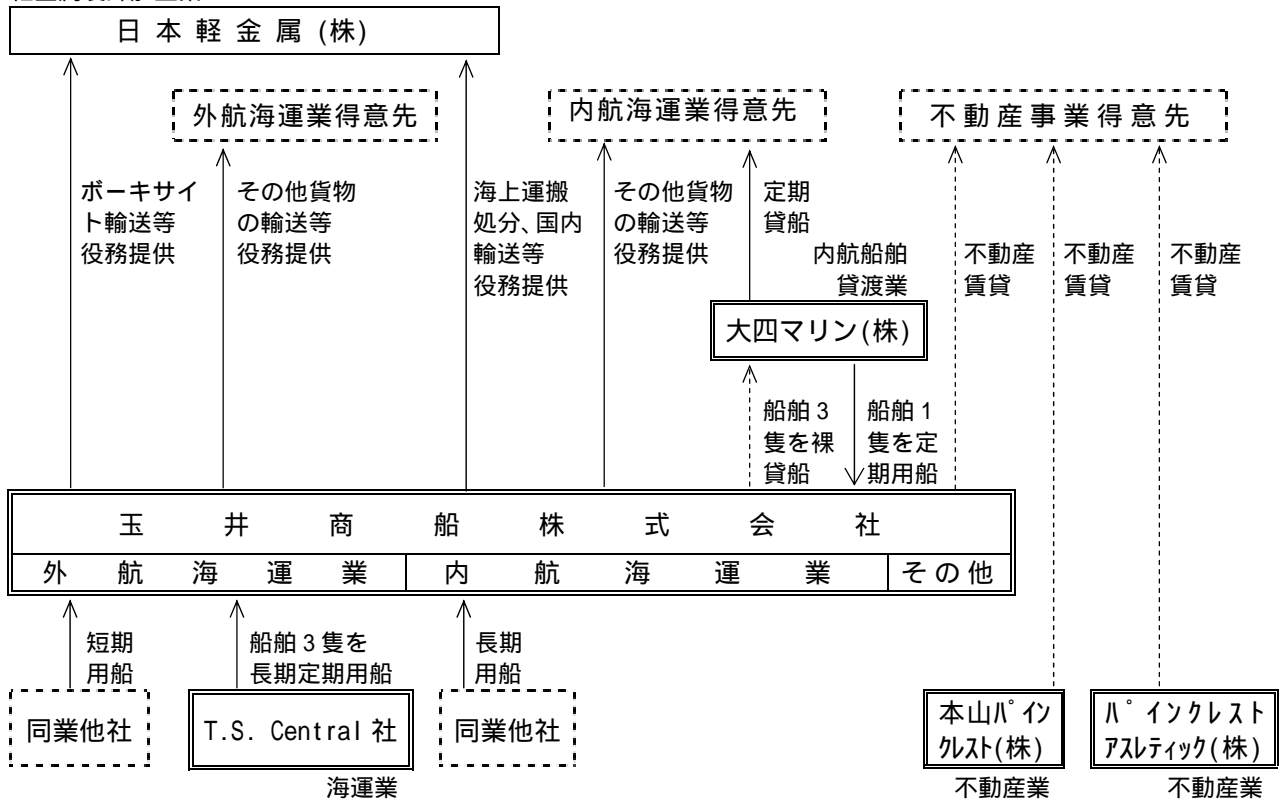 日本軽金属(株)
外航海運業得意先
内航海運業得意先
不動産事業得意先
ボーキサイ
ト輸送等
役務提供
その他貨物
の輸送等
役務提供
海上運搬
処分、国内
輸送等
役務提供
その他貨物
の輸送等
役務提供
定期
貸船
内航船舶
貸渡業
不動産
賃貸
不動産
賃貸
不動産
賃貸
大四マリン(株)
船舶3
隻を裸
貸船
船舶1
隻を定
期用船
玉井商船株式会社
外航海運業
内航海運業
その他
短期
用船
船舶3隻を
長期定期用船
長期
用船
同業他社
T.S. Central 社
海運業
同業他社
本山パイン
クレスト(株)
不動産業
パインクレスト
アスレティック(株)
不動産業